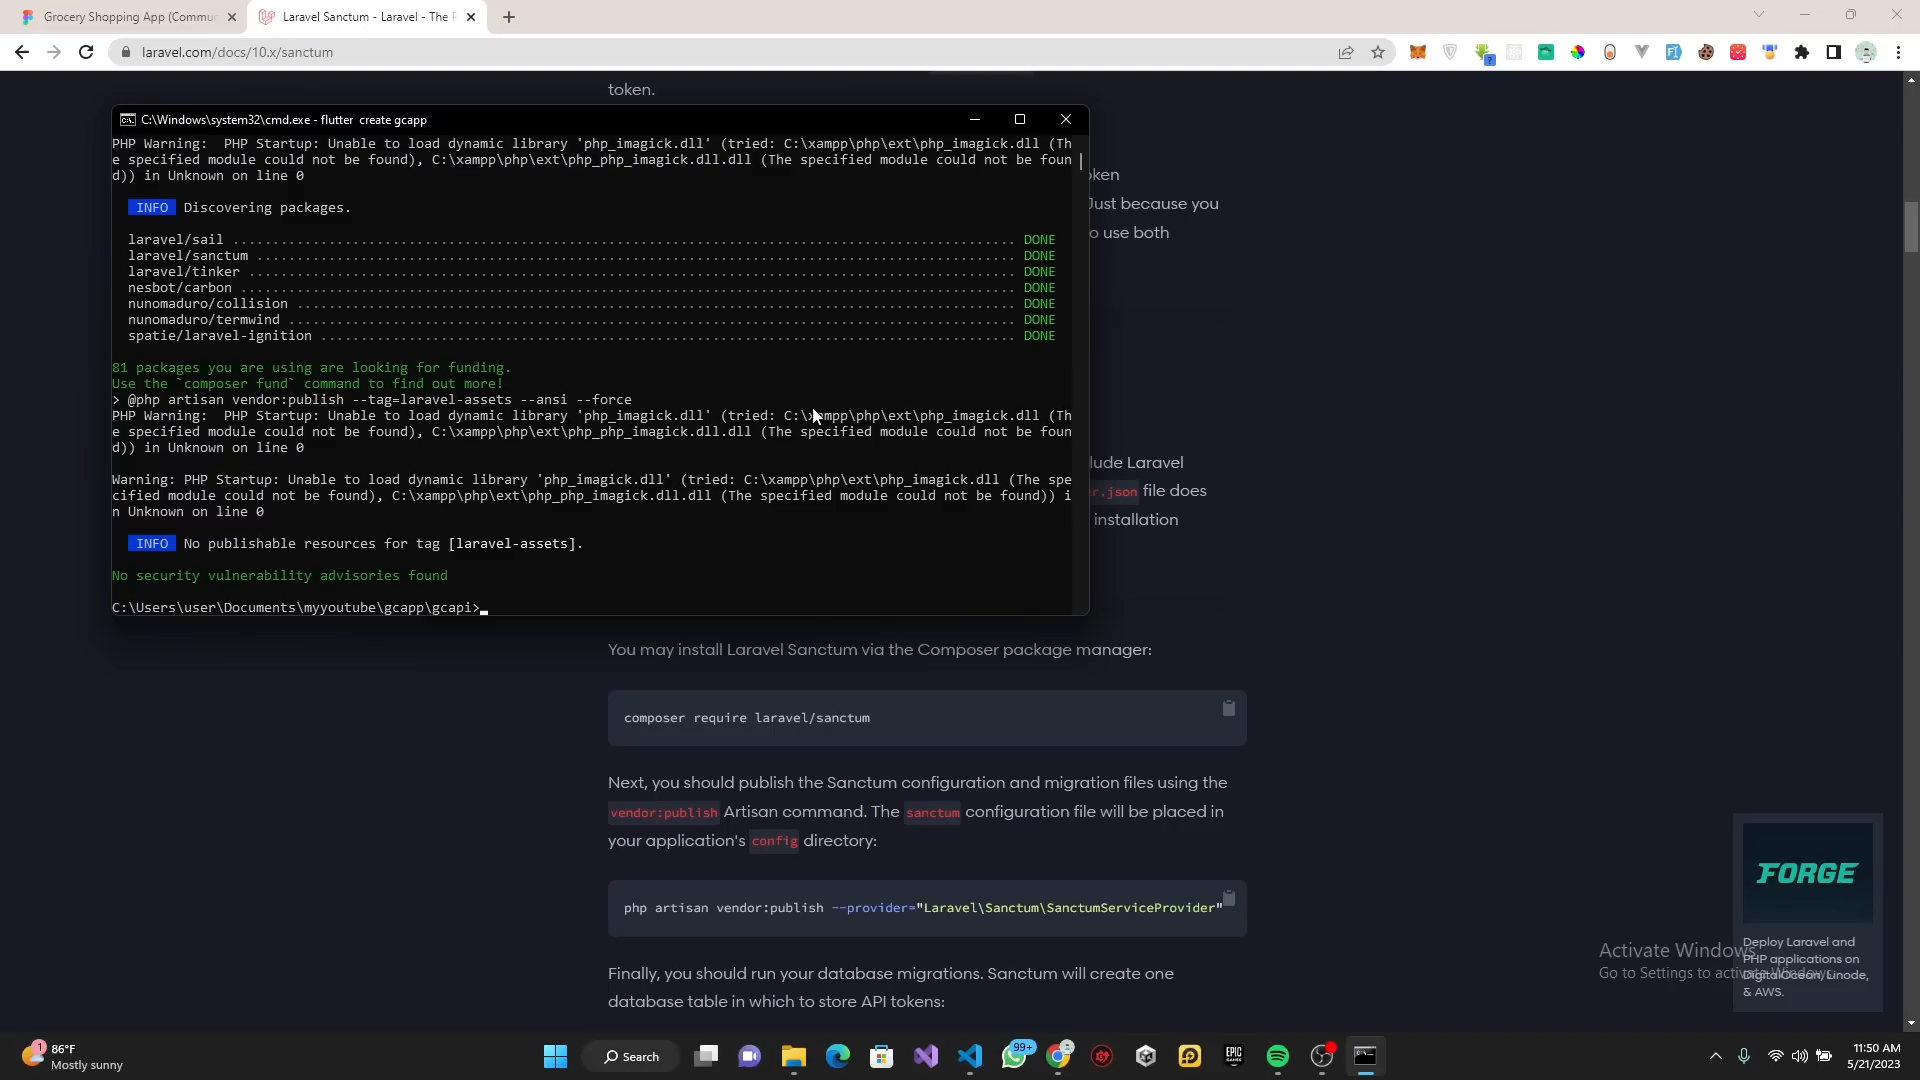 Grocery Shopping App (Commun
Laravel Sanctum - Laravel - The P
laravel.com/docs/10.x/sanctum
token.
C:\Windows\system32\cmd.exe - flutter  create gcapp
PHP Warning:  PHP Startup: Unable to load dynamic library 'php_imagick.dll' (tried: C:\xampp\php\ext\php_imagick.dll (Th
e specified module could not be found), C:\xampp\php\ext\php_php_imagick.dll.dll (The specified module could not be foun
d)) in Unknown on line 0
oken
Just because you
INFO Discovering packages.
o use both
laravel/sail .................................................................................................. DONE
laravel/sanctum ............................................................................................... DONE
laravel/tinker ................................................................................................ DONE
nesbot/carbon ................................................................................................. DONE
nunomaduro/collision .......................................................................................... DONE
nunomaduro/termwind ........................................................................................... DONE
spatie/laravel-ignition ....................................................................................... DONE
81 packages you are using are looking for funding.
Use the `composer fund` command to find out more!
> @php artisan vendor:publish --tag=laravel-assets --ansi --force
PHP Warning:  PHP Startup: Unable to load dynamic library 'php_imagick.dll' (tried: C:\xampp\php\ext\php_imagick.dll (Th
e specified module could not be found), C:\xampp\php\ext\php_php_imagick.dll.dll (The specified module could not be foun
d)) in Unknown on line 0
lude Laravel
Warning: PHP Startup: Unable to load dynamic library 'php_imagick.dll' (tried: C:\xampp\php\ext\php_imagick.dll (The spe
cified module could not be found), C:\xampp\php\ext\php_php_imagick.dll.dll (The specified module could not be found)) i
n Unknown on line 0
r.json file does
installation
INFO No publishable resources for tag [laravel-assets].
No security vulnerability advisories found
C:\Users\user\Documents\myyoutube\gcapp\gcapi>
You may install Laravel Sanctum via the Composer package manager:
composer require laravel/sanctum
Next, you should publish the Sanctum configuration and migration files using the
vendor:publish Artisan command. The sanctum configuration file will be placed in
your application's config directory:
php artisan vendor:publish --provider="Laravel\Sanctum\SanctumServiceProvider"
Finally, you should run your database migrations. Sanctum will create one
database table in which to store API tokens:
FORGE
Deploy Laravel and
PHP applications on
DigitalOcean, Linode,
& AWS.
Activate Windows
Go to Settings to activate Windows.
1
86°F
Mostly sunny
Search
99+
EPIC
GAMES
11:50 AM
5/21/2023